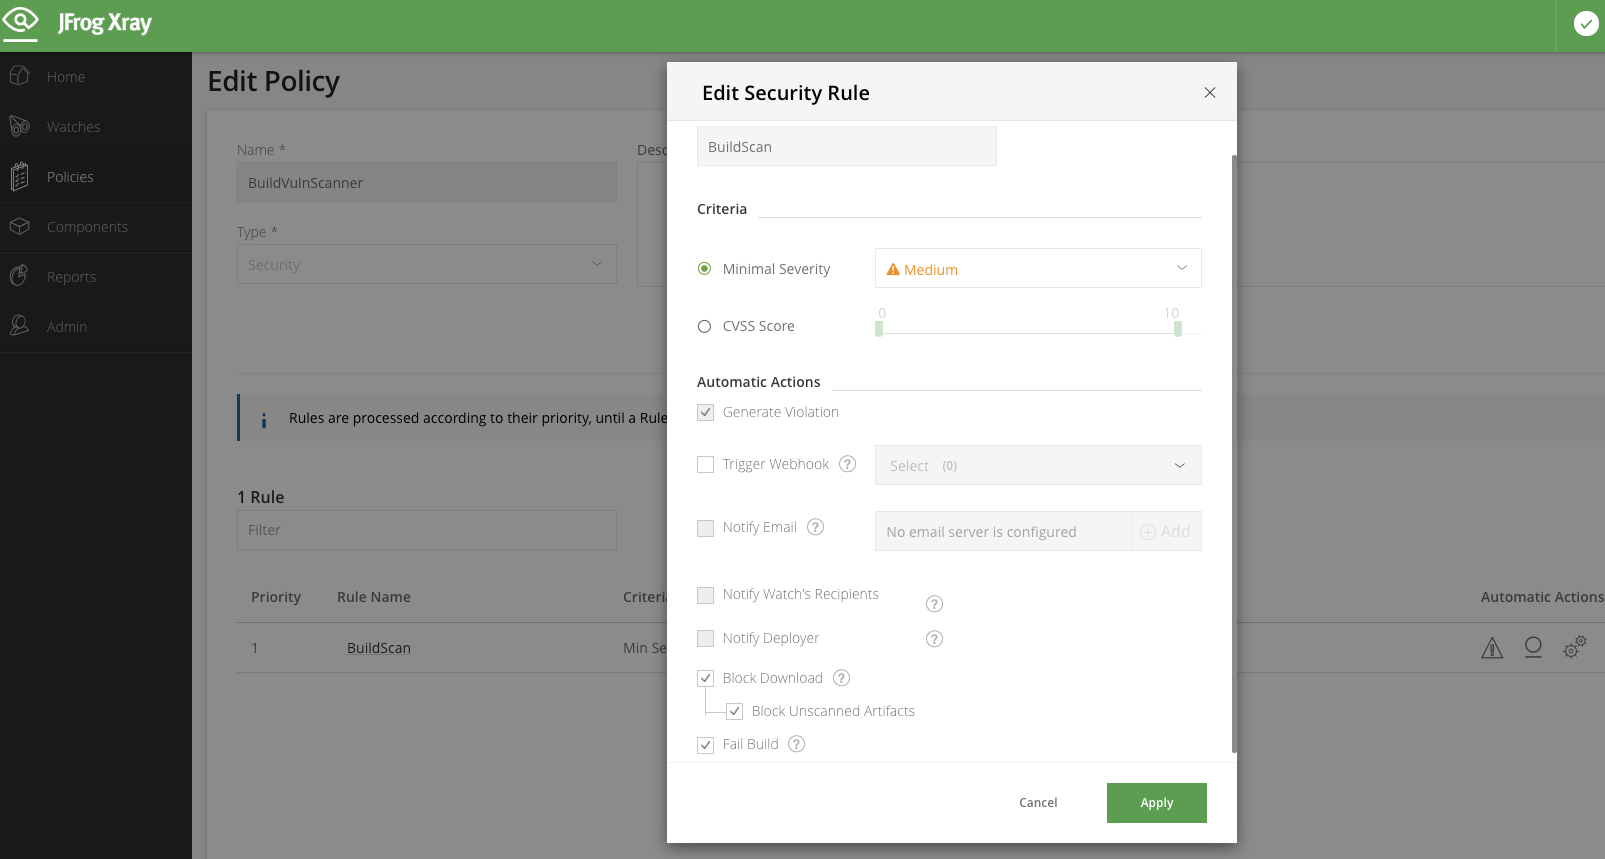 JFrog Xray
Home
Watches
Policies
Components
Reports
Admin
Edit Policy
Name *
BuildVulnScanner
Type *
Security
Desc
i Rules are processed according to their priority, until a Rule
1 Rule
Filter
Priority Rule Name Criteria Automatic Actions
1 BuildScan Min Se
Edit Security Rule
BuildScan
Criteria
Minimal Severity Medium
0 10
CVSS Score
Automatic Actions
Generate Violation
Trigger Webhook ? Select (0)
Notify Email ? No email server is configured Add
Notify Watch's Recipients ?
Notify Deployer ?
Block Download ?
Block Unscanned Artifacts
Fail Build ?
Cancel Apply